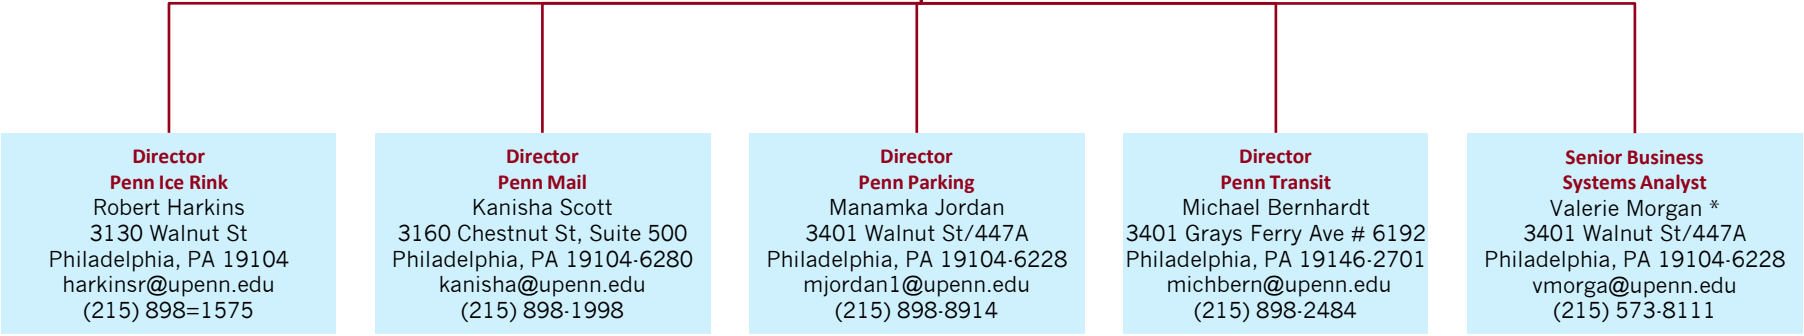 Director
Penn Ice Rink
Robert Harkins
3130 Walnut St
Philadelphia, PA 19104
harkinsr@upenn.edu
(215) 898=1575
Director
Penn Mail
Kanisha Scott
3160 Chestnut St, Suite 500
Philadelphia, PA 19104-6280
kanisha@upenn.edu
(215) 898-1998
Director
Penn Parking
Manamka Jordan
3401 Walnut St/447A
Philadelphia, PA 19104-6228
mjordan1@upenn.edu
(215) 898-8914
Director
Penn Transit
Michael Bernhardt
3401 Grays Ferry Ave # 6192
Philadelphia, PA 19146-2701
michbern@upenn.edu
(215) 898-2484
Senior Business
Systems Analyst
Valerie Morgan *
3401 Walnut St/447A
Philadelphia, PA 19104-6228
vmorga@upenn.edu
(215) 573-8111